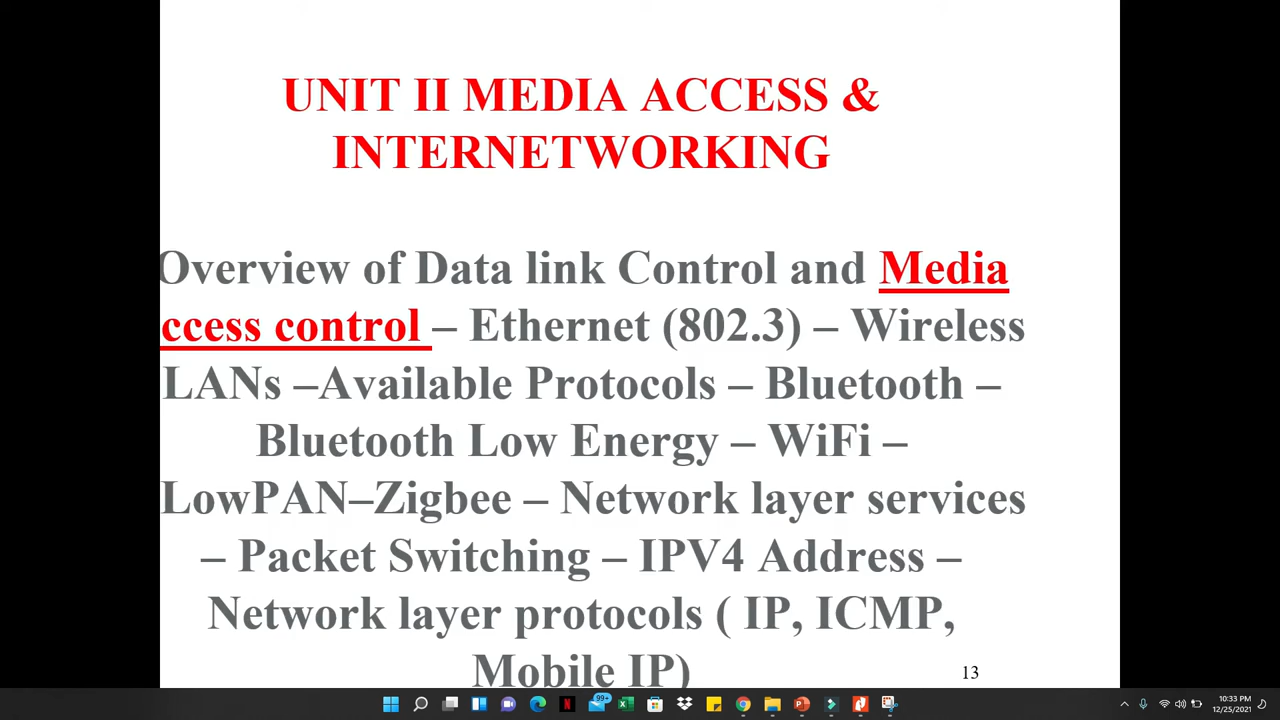 UNIT II MEDIA ACCESS &
INTERNETWORKING
Overview of Data link Control and Media
ccess control – Ethernet (802.3) – Wireless
LANs –Available Protocols – Bluetooth –
Bluetooth Low Energy – WiFi –
LowPAN–Zigbee – Network layer services
– Packet Switching – IPV4 Address –
Network layer protocols ( IP, ICMP,
Mobile IP)
13
99+
10:33 PM
12/25/2021